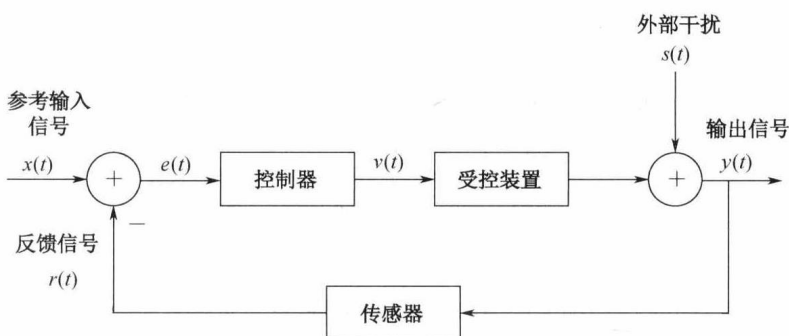 外部干扰
s(t)
参考输入
信号
输出信号
x(t)
+
e(t)
控制器
v(t)
受控装置
+
y(t)
—
反馈信号
r(t)
传感器